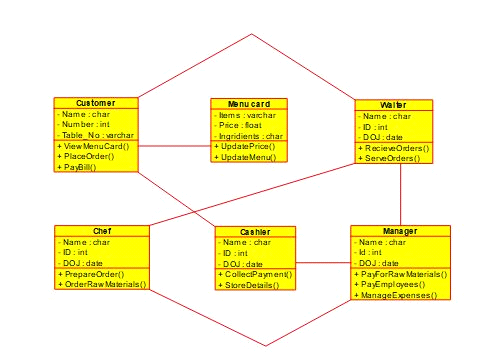 Customer
- Name : char
- Number : int
- Table_No : varchar
+ ViewMenuCard()
+ PlaceOrder()
+ PayBill()
Menu card
- Items : varchar
- Price : float
- Ingridients : char
+ UpdatePrice()
+ UpdateMenu()
Waiter
- Name : char
- ID : int
- DOJ : date
+ RecieveOrders()
+ ServeOrders()
Chef
- Name : char
- ID : int
- DOJ : date
+ PrepareOrder()
+ OrderRawMaterials()
Cashier
- Name : char
- ID : int
- DOJ : date
+ CollectPayment()
+ StoreDetails()
Manager
- Name : char
- Id : int
- DOJ : date
+ PayForRawMaterials()
+ PayEmployees()
+ ManageExpenses()